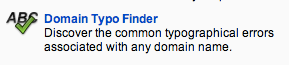 ABC
Domain Typo Finder
Discover the common typographical errors
associated with any domain name.